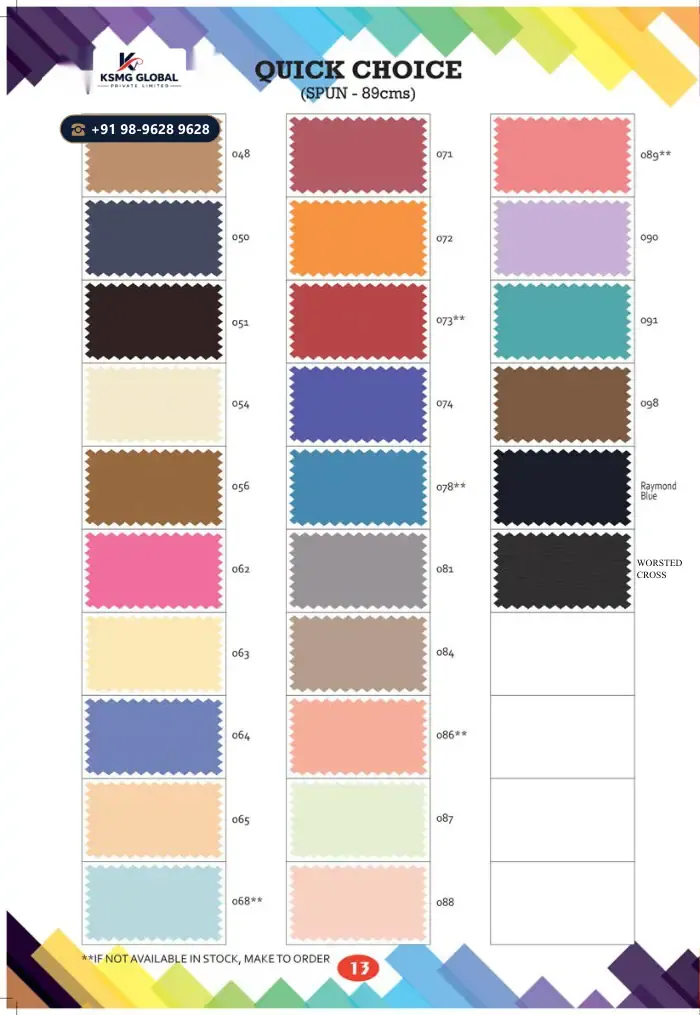 KSMG GLOBAL
PRIVATE LIMITED
QUICK CHOICE
(SPUN - 89cms)
+91 98-9628 9628
048
050
051
054
056
062
063
064
065
068**
071
072
073**
074
078**
081
084
086**
087
088
089**
090
091
098
Raymond
Blue
WORSTED
CROSS
**IF NOT AVAILABLE IN STOCK, MAKE TO ORDER
13